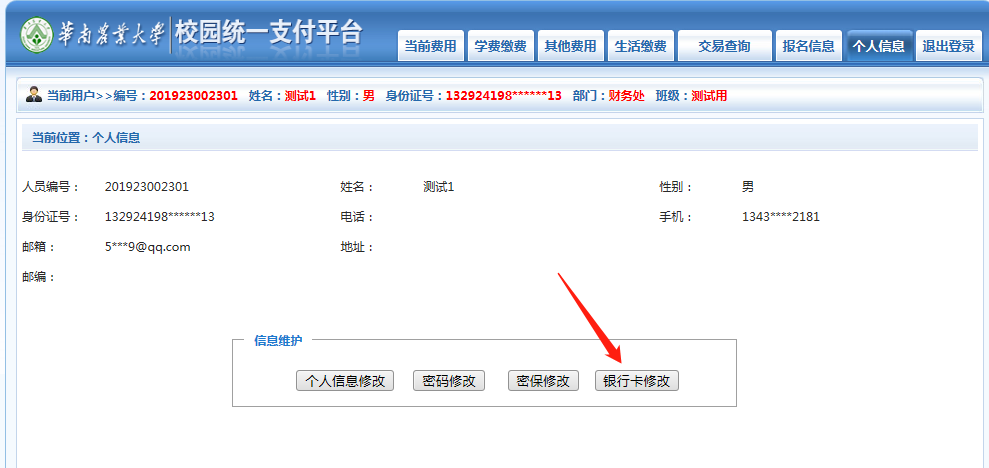 華南農業大學 校园统一支付平台
当前费用 学费缴费 其他费用 生活缴费 交易查询 报名信息 个人信息 退出登录
当前用户>>编号：201923002301 姓名：测试1 性别：男 身份证号：132924198******13 部门：财务处 班级：测试用
当前位置：个人信息
人员编号： 201923002301 姓名： 测试1 性别： 男
身份证号： 132924198******13 电话： 手机： 1343****2181
邮箱： 5***9@qq.com 地址：
邮编：
信息维护
个人信息修改 密码修改 密保修改 银行卡修改